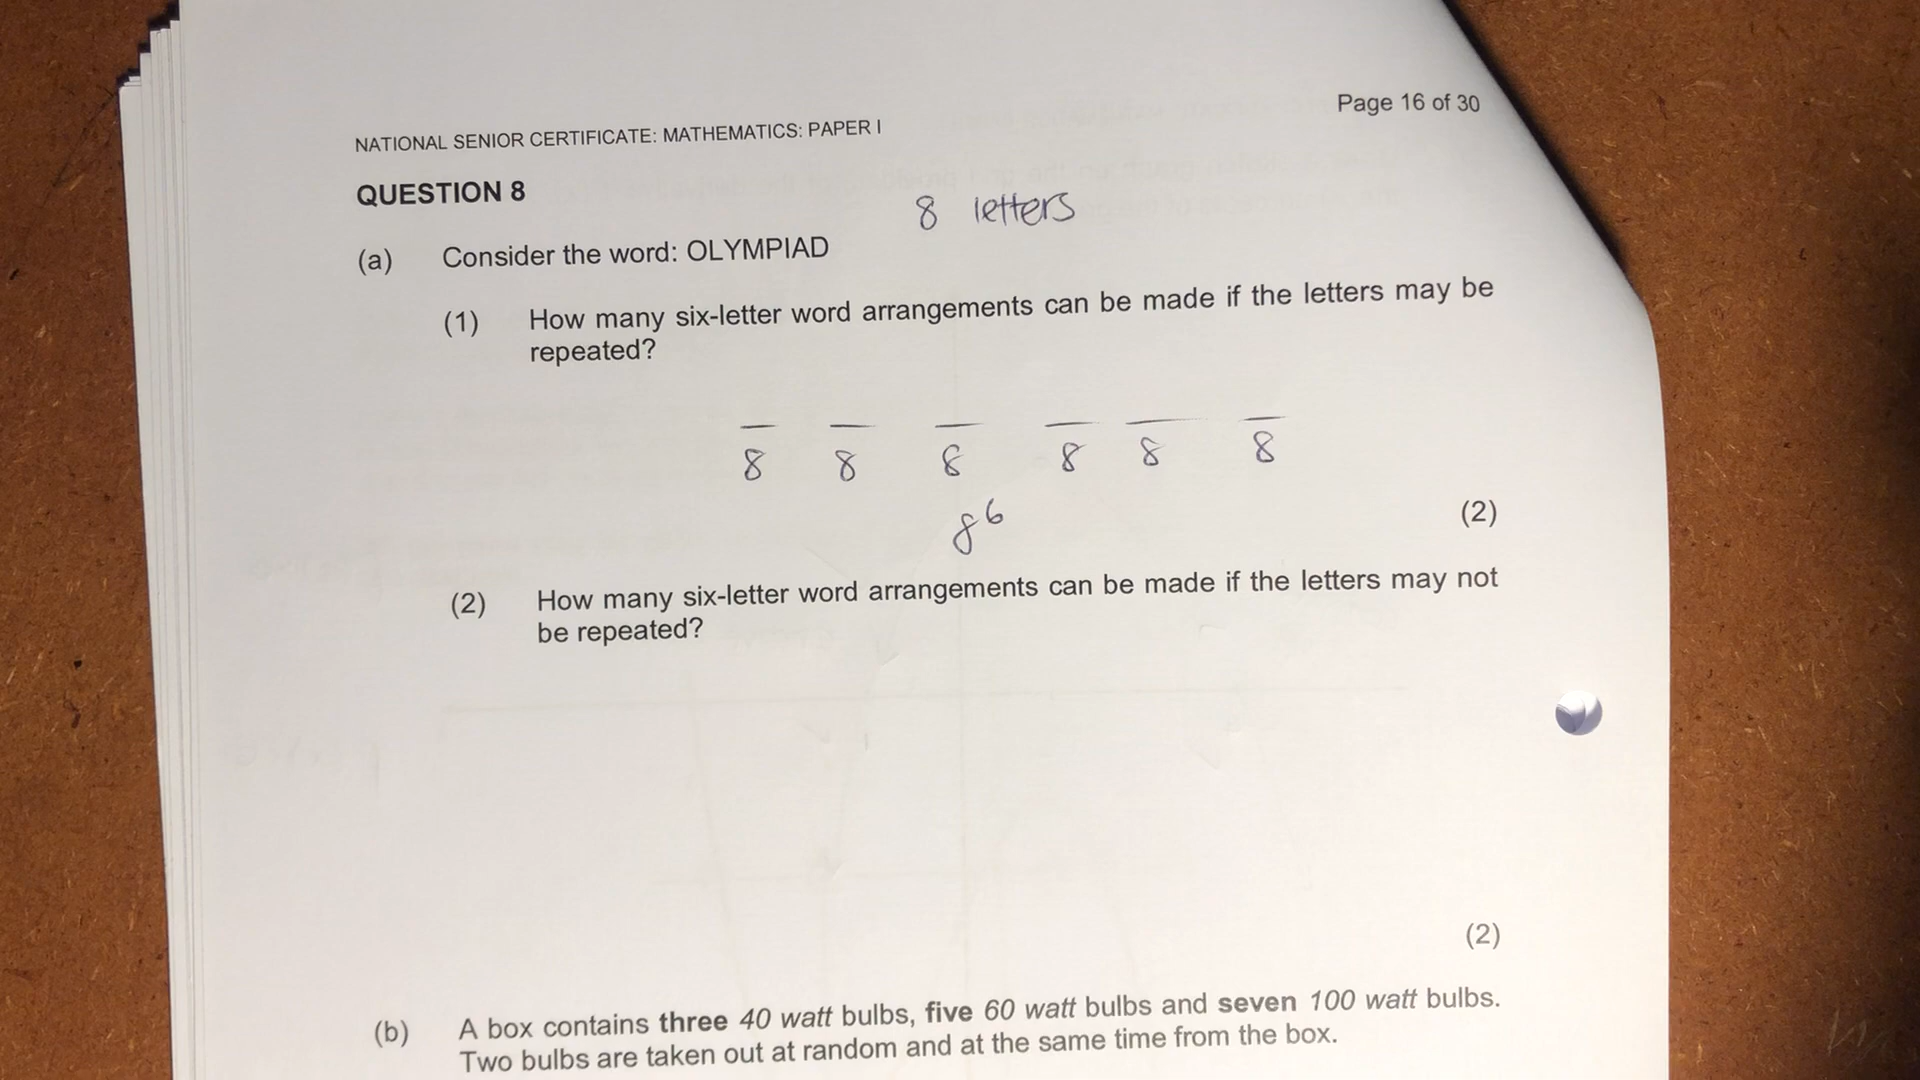 Page 16 of 30
NATIONAL SENIOR CERTIFICATE: MATHEMATICS: PAPER I
QUESTION 8
8 letters
(a) Consider the word: OLYMPIAD
(1) How many six-letter word arrangements can be made if the letters may be
repeated?
8 8 8 8 8 8
8⁶
(2)
(2) How many six-letter word arrangements can be made if the letters may not
be repeated?
(2)
(b) A box contains three 40 watt bulbs, five 60 watt bulbs and seven 100 watt bulbs.
Two bulbs are taken out at random and at the same time from the box.